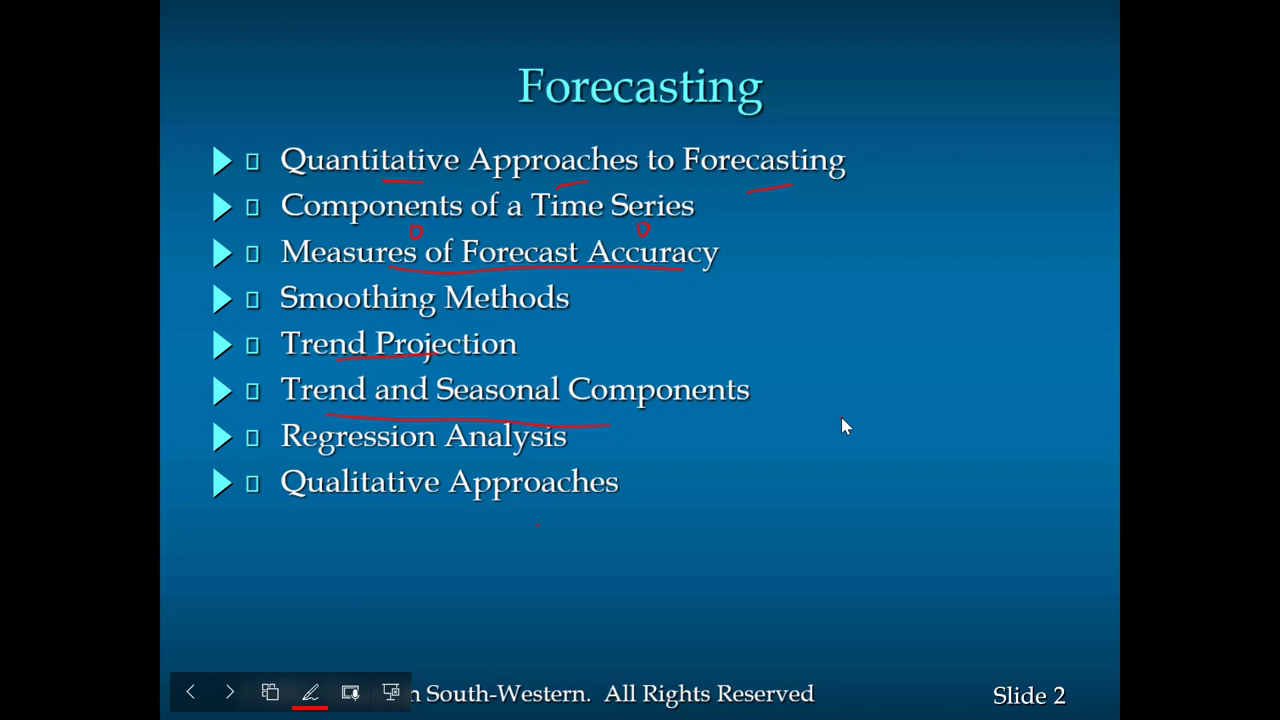 Forecasting
Quantitative Approaches to Forecasting
Components of a Time Series
Measures of Forecast Accuracy
Smoothing Methods
Trend Projection
Trend and Seasonal Components
Regression Analysis
Qualitative Approaches
South-Western. All Rights Reserved
Slide 2